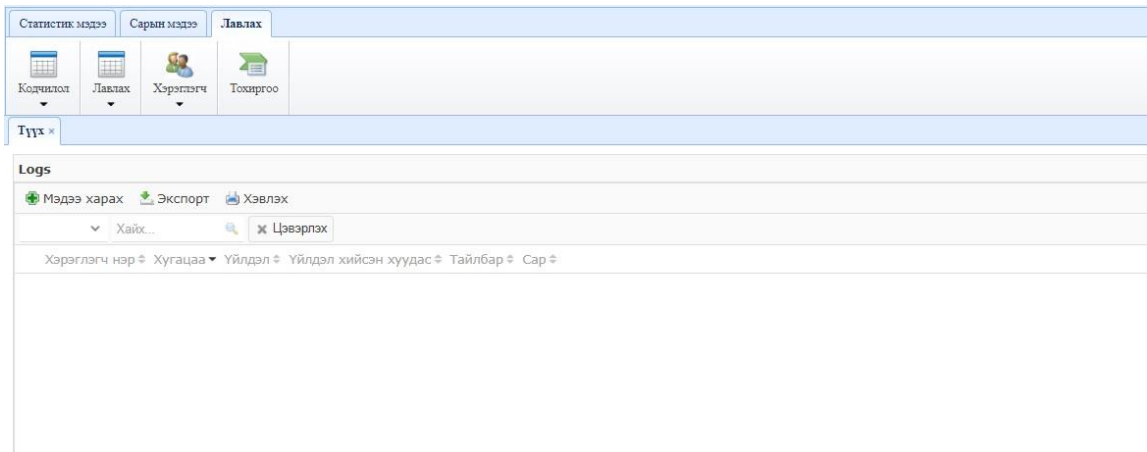 Статистик мэдээ Сарын мэдээ Лавлах
Кодчилол Лавлах Хэрэглэгч Тохиргоо
Түүх ×
Logs
Мэдээ харах Экспорт Хэвлэх
Хайх... Цэвэрлэх
Хэрэглэгч нэр Хугацаа Үйлдэл Үйлдэл хийсэн хуудас Тайлбар Сар